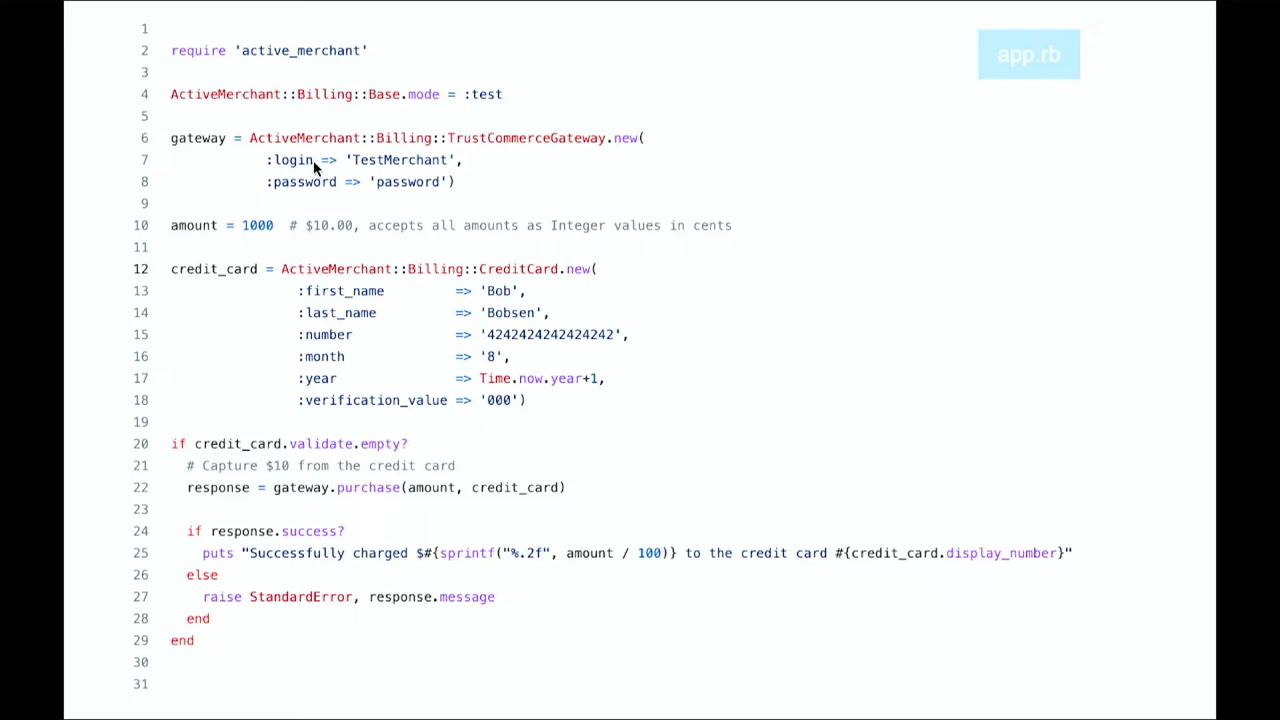 app.rb
1
2 require 'active_merchant'
3
4 ActiveMerchant::Billing::Base.mode = :test
5
6 gateway = ActiveMerchant::Billing::TrustCommerceGateway.new(
7             :login => 'TestMerchant',
8             :password => 'password')
9
10 amount = 1000  # $10.00, accepts all amounts as Integer values in cents
11
12 credit_card = ActiveMerchant::Billing::CreditCard.new(
13                 :first_name         => 'Bob',
14                 :last_name          => 'Bobsen',
15                 :number             => '4242424242424242',
16                 :month              => '8',
17                 :year               => Time.now.year+1,
18                 :verification_value => '000')
19
20 if credit_card.validate.empty?
21   # Capture $10 from the credit card
22   response = gateway.purchase(amount, credit_card)
23
24   if response.success?
25     puts "Successfully charged $#{sprintf("%.2f", amount / 100)} to the credit card #{credit_card.display_number}"
26   else
27     raise StandardError, response.message
28   end
29 end
30
31